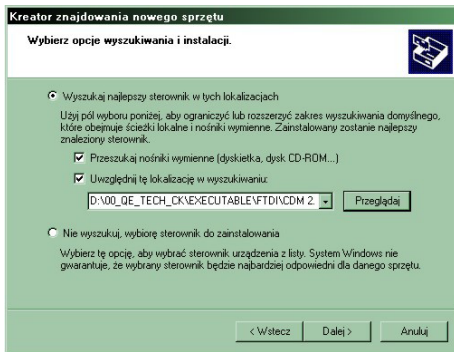 Kreator znajdowania nowego sprzętu
Wybierz opcje wyszukiwania i instalacji.
Wyszukaj najlepszy sterownik w tych lokalizacjach
Użyj pól wyboru poniżej, aby ograniczyć lub rozszerzyć zakres wyszukiwania domyślnego,
które obejmuje ścieżki lokalne i nośniki wymienne. Zainstalowany zostanie najlepszy
znaleziony sterownik.
Przeszukaj nośniki wymienne (dyskietka, dysk CD-ROM...)
Uwzględnij tę lokalizację w wyszukiwaniu:
D:\00_QE_TECH_CK\EXECUTABLE\FTDI\CDM 2.
Przeglądaj
Nie wyszukuj, wybiorę sterownik do zainstalowania
Wybierz tę opcję, aby wybrać sterownik urządzenia z listy. System Windows nie
gwarantuje, że wybrany sterownik będzie najbardziej odpowiedni dla danego sprzętu.
< Wstecz
Dalej >
Anuluj